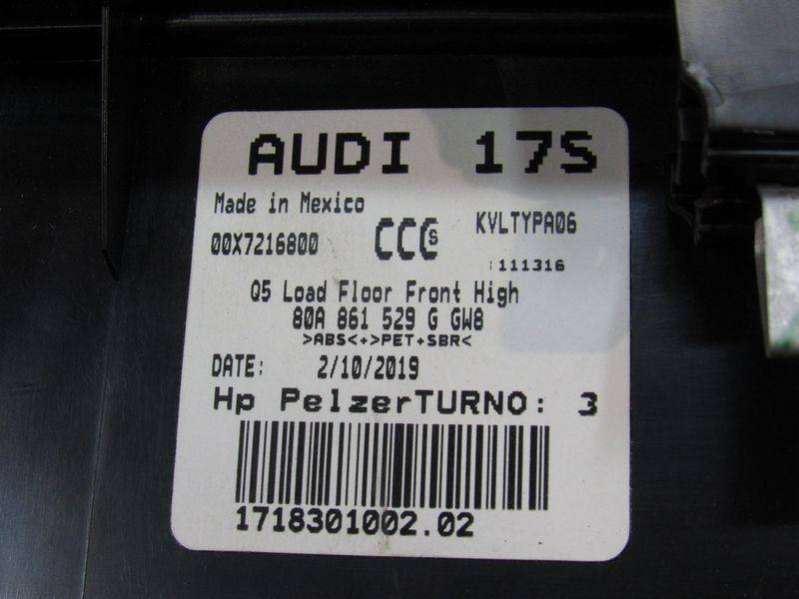 AUDI 17S
Made in Mexico
00X7216800 CCCs KVLTYPA06
:111316
Q5 Load Floor Front High
80A 861 529 G GW8
>ABS<+>PET+SBR<
DATE: 2/10/2019
Hp PelzerTURNO: 3
1718301002.02